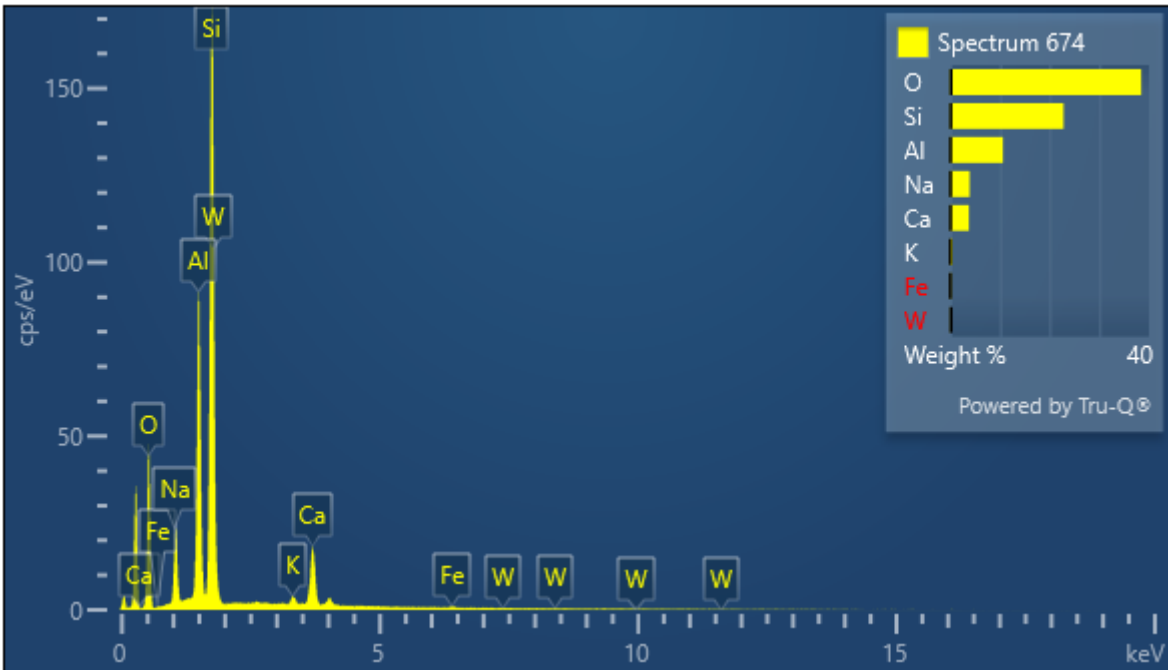 Si
Spectrum 674
O
Si
Al
Na
Ca
K
Fe
W
Weight % 40
Powered by Tru-Q®
150
W
Al
100
cps/eV
O
50
Na
Fe
Ca
Ca
K
Fe
W
W
W
W
0
0 5 10 15 keV